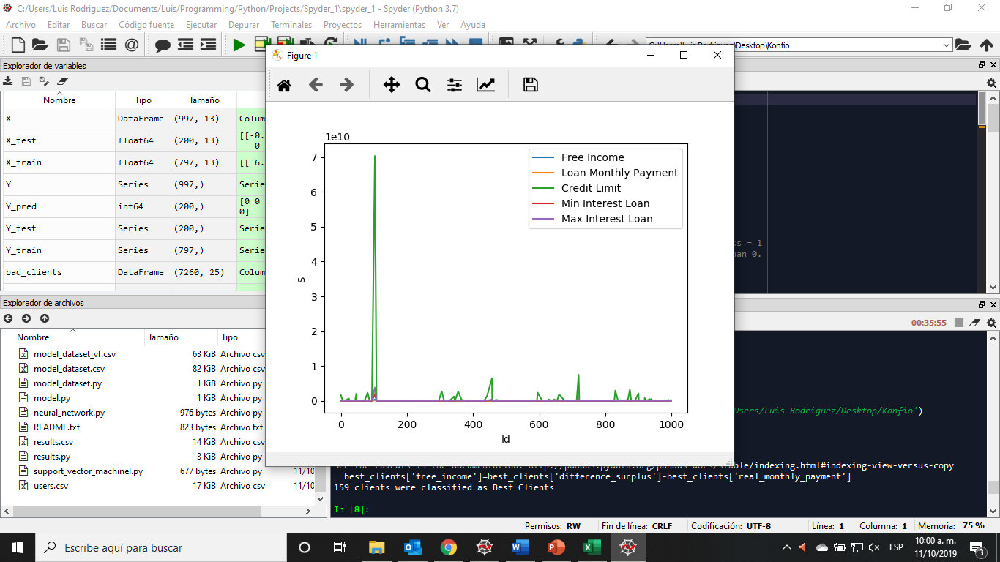 C:/Users/Luis Rodriguez/Documents/Luis/Programming/Python/Projects/Spyder_1\spyder_1 - Spyder (Python 3.7)
Archivo Editar Buscar Código fuente Ejecutar Depurar Terminales Proyectos Herramientas Ver Ayuda
Desktop\Konfio
Explorador de variables
Nombre Tipo Tamaño
X DataFrame (997, 13) Colum
X_test float64 (200, 13) [[-0.
-0
X_train float64 (797, 13) [[ 6.
Y Series (997,) Serie
Y_pred int64 (200,) [0 0
0]
Y_test Series (200,) Serie
Y_train Series (797,) Serie
bad_clients DataFrame (7260, 25) Colum
Explorador de archivos
Nombre Tamaño Tipo
model_dataset_vf.csv 63 KiB Archivo csv
model_dataset.csv 82 KiB Archivo csv
model_dataset.py 1 KiB Archivo py
model.py 1 KiB Archivo py
neural_network.py 976 bytes Archivo py
README.txt 823 bytes Archivo txt
results.csv 14 KiB Archivo csv
results.py 3 KiB Archivo py
support_vector_machinel.py 677 bytes Archivo py 11/10
users.csv 17 KiB Archivo csv 11/10
Figure 1
1e10
7
6
5
4
3
2
1
0
$
0 200 400 600 800 1000
Id
Free Income
Loan Monthly Payment
Credit Limit
Min Interest Loan
Max Interest Loan
s = 1
an 0.
00:35:55
Users/Luis Rodriguez/Desktop/Konfio')
See the caveats in the documentation: http://pandas.pydata.org/pandas-docs/stable/indexing.html#indexing-view-versus-copy
best_clients['free_income']=best_clients['difference_surplus']-best_clients['real_monthly_payment']
159 clients were classified as Best Clients
In [8]:
Permisos: RW Fin de línea: CRLF Codificación: UTF-8 Línea: 1 Columna: 1 Memoria: 75 %
Escribe aquí para buscar
ESP
10:00 a. m.
11/10/2019
3